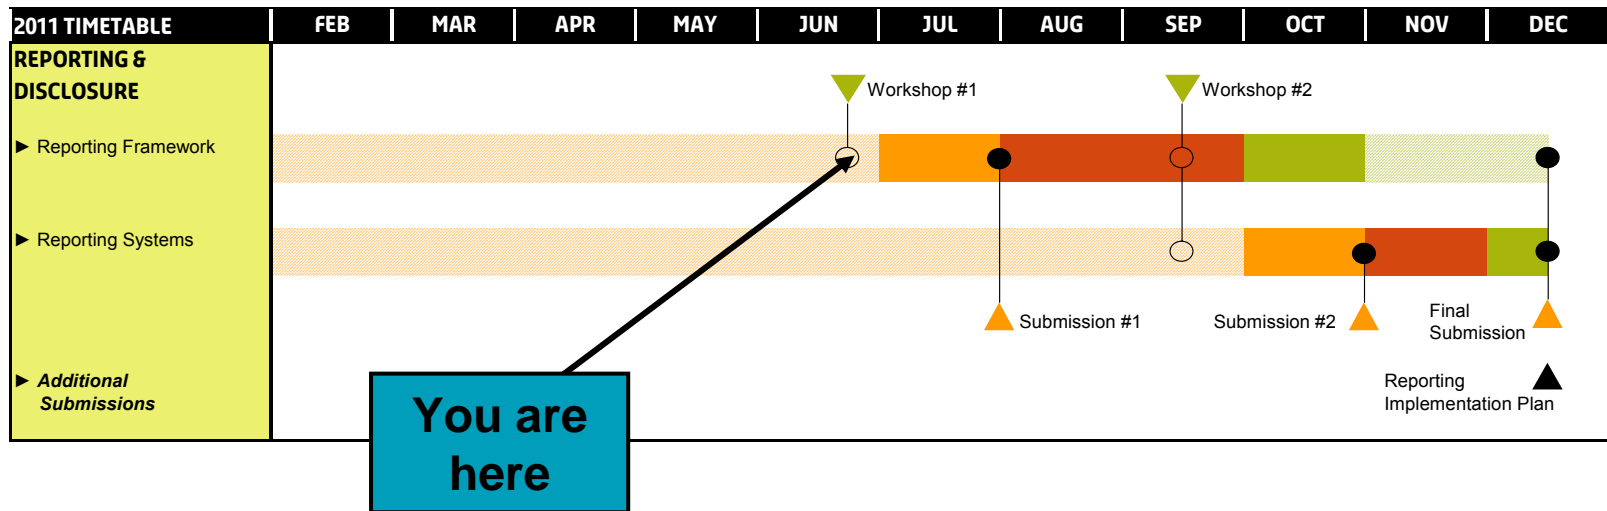 2011 TIMETABLE FEB MAR APR MAY JUN JUL AUG SEP OCT NOV DEC
REPORTING &
DISCLOSURE
Workshop #1 Workshop #2
► Reporting Framework
► Reporting Systems
Submission #1 Submission #2 Final
Submission
► Additional
Submissions
Reporting
Implementation Plan
You are
here